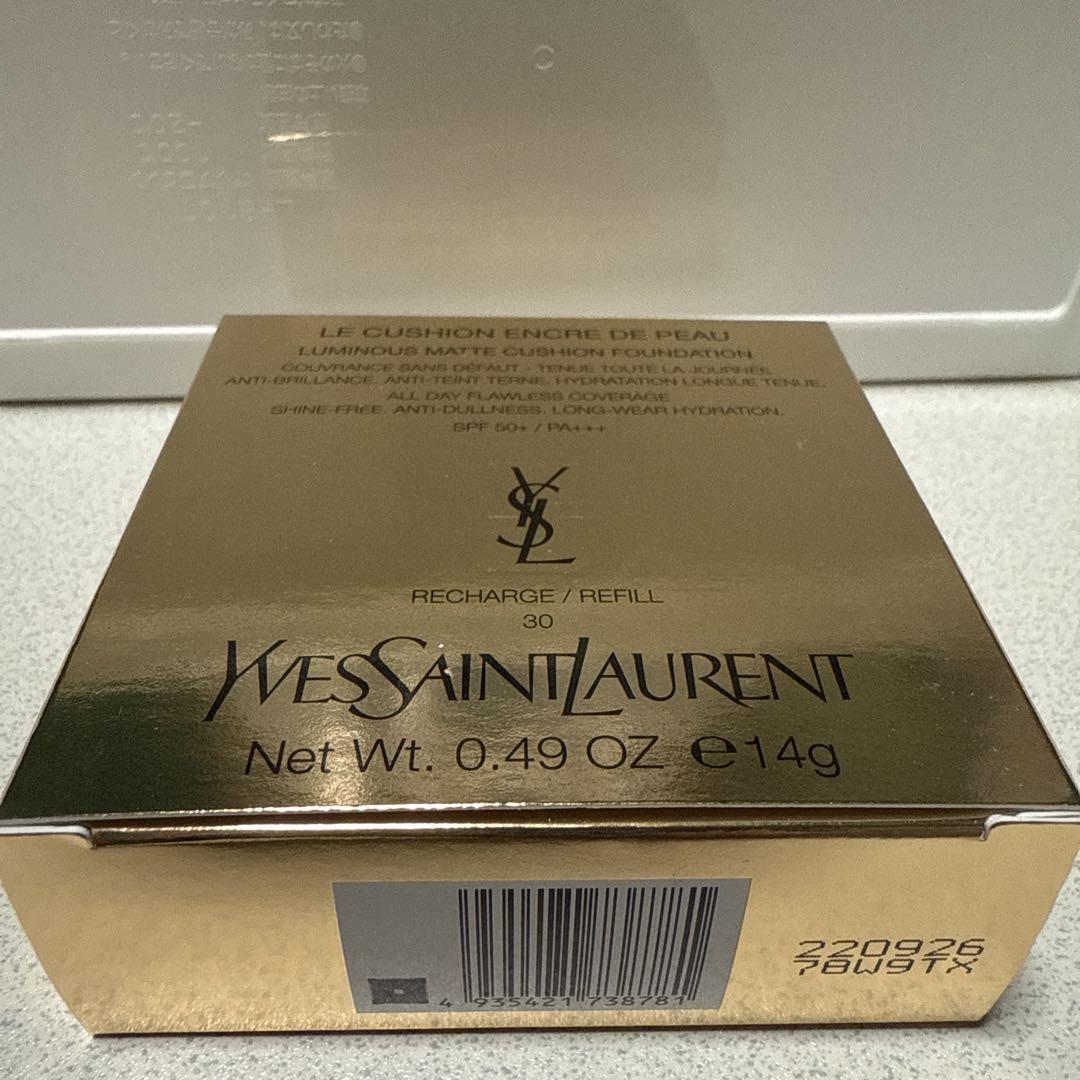 LE CUSHION ENCRE DE PEAU
LUMINOUS MATTE CUSHION FOUNDATION
COUVRANCE SANS DÉFAUT - TENUE TOUTE LA JOURNÉE
ANTI-BRILLANCE. ANTI-TEINT TERNE. HYDRATATION LONGUE TENUE.
ALL DAY FLAWLESS COVERAGE
SHINE-FREE. ANTI-DULLNESS. LONG-WEAR HYDRATION.
SPF 50+ / PA+++
YSL
RECHARGE / REFILL
30
YVESSAINTLAURENT
Net Wt. 0.49 OZ ℮14g
4 935421 738781
220926
78W9TX